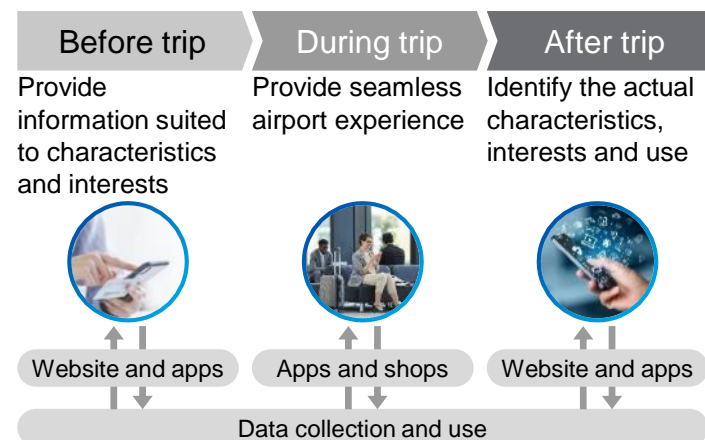 Before trip
During trip
After trip
Provide
information suited
to characteristics
and interests
Provide seamless
airport experience
Identify the actual
characteristics,
interests and use
Website and apps
Apps and shops
Website and apps
Data collection and use